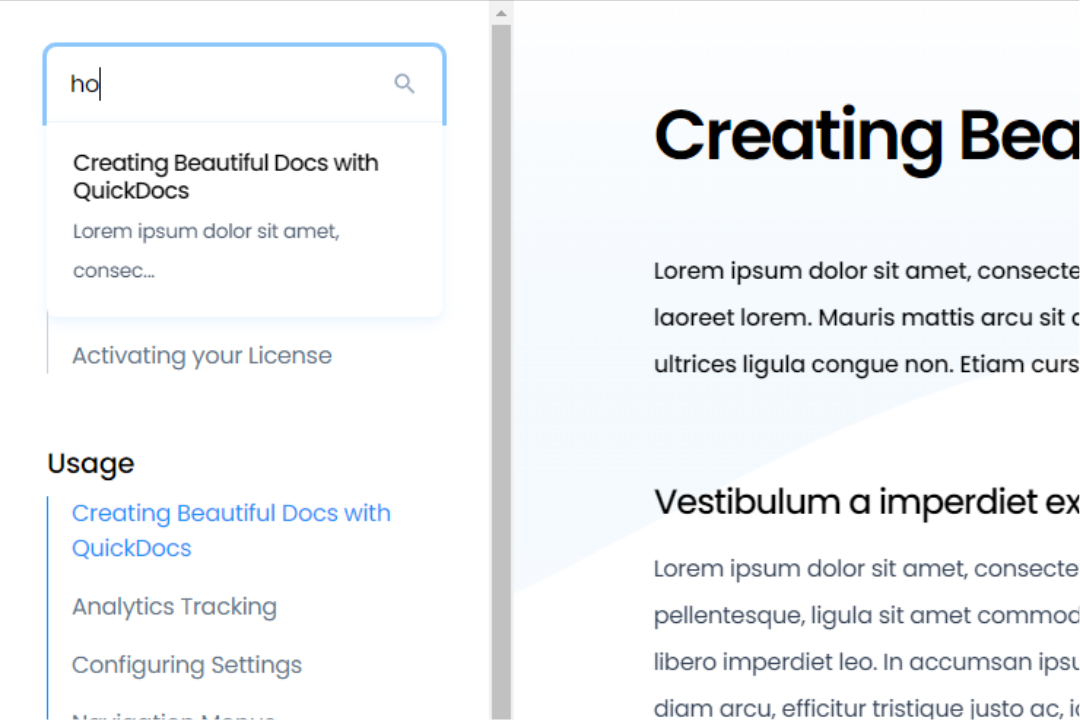 ho
Creating Beautiful Docs with
QuickDocs
Lorem ipsum dolor sit amet,
consec...
Activating your License
Usage
Creating Beautiful Docs with
QuickDocs
Analytics Tracking
Configuring Settings
Navigation Menus
Creating Bea
Lorem ipsum dolor sit amet, consecte
laoreet lorem. Mauris mattis arcu sit
ultrices ligula congue non. Etiam curs
Vestibulum a imperdiet ex
Lorem ipsum dolor sit amet, consecte
pellentesque, ligula sit amet commod
libero imperdiet leo. In accumsan ipsu
diam arcu, efficitur tristique justo ac,